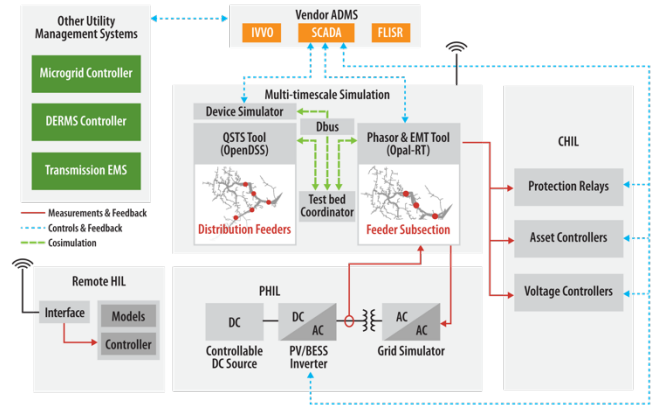 Other Utility
Management Systems
Microgrid Controller
DERMS Controller
Transmission EMS
Vendor ADMS
IVVO
SCADA
FLISR
Measurements & Feedback
Controls & Feedback
Cosimulation
Multi-timescale Simulation
Device Simulator
Dbus
QSTS Tool
(OpenDSS)
Phasor & EMT Tool
(Opal-RT)
Test bed
Coordinator
Distribution Feeders
Feeder Subsection
CHIL
Protection Relays
Asset Controllers
Voltage Controllers
Remote HIL
Interface
Models
Controller
PHIL
DC
DC
AC
AC
AC
Controllable
DC Source
PV/BESS
Inverter
Grid Simulator